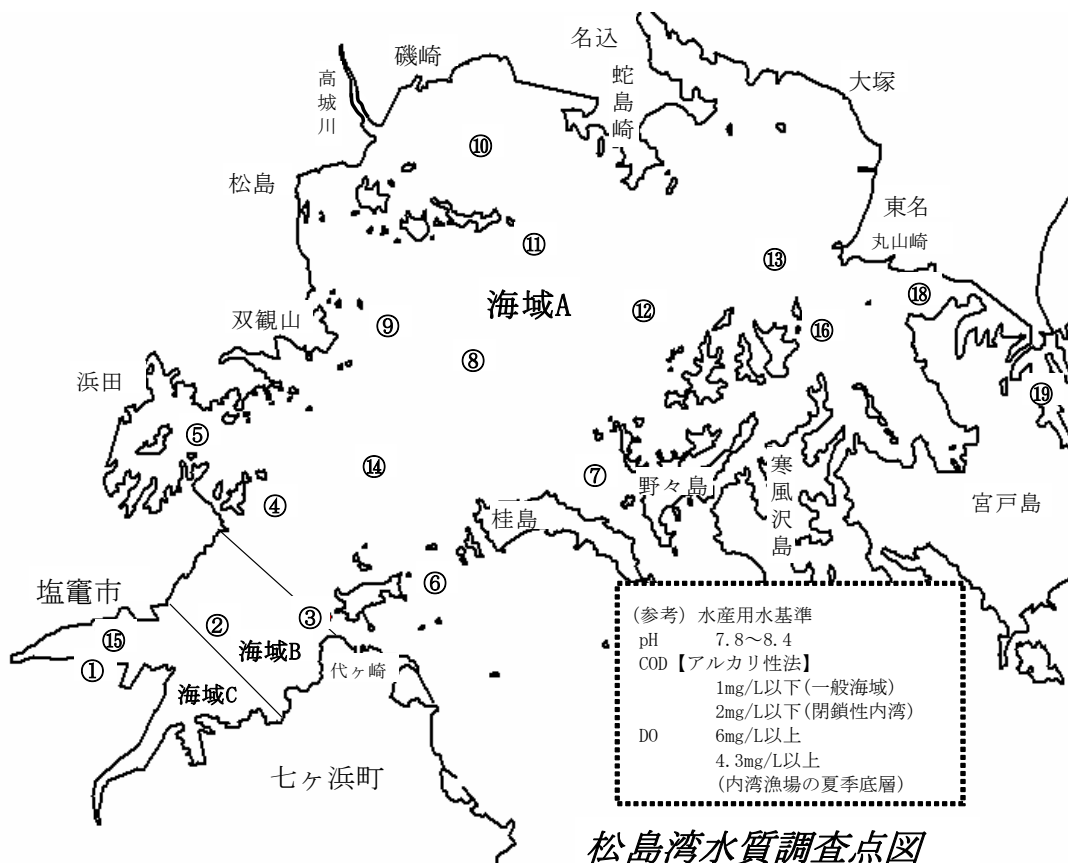 名込
磯崎
大塚
蛇島崎
高城川
⑩
松島
東名
丸山崎
⑪
⑬
⑱
海域A
⑫
双観山
⑨
⑯
⑧
浜田
⑲
⑤
⑭
⑦
野々島
寒風沢島
宮戸島
④
桂島
⑥
塩竈市
③
②
⑮
海域B
①
代ヶ崎
海域C
七ヶ浜町
(参考) 水産用水基準
pH 7.8～8.4
COD【アルカリ性法】
1mg/L以下(一般海域)
2mg/L以下(閉鎖性内湾)
DO 6mg/L以上
4.3mg/L以上
(内湾漁場の夏季底層)
松島湾水質調査点図